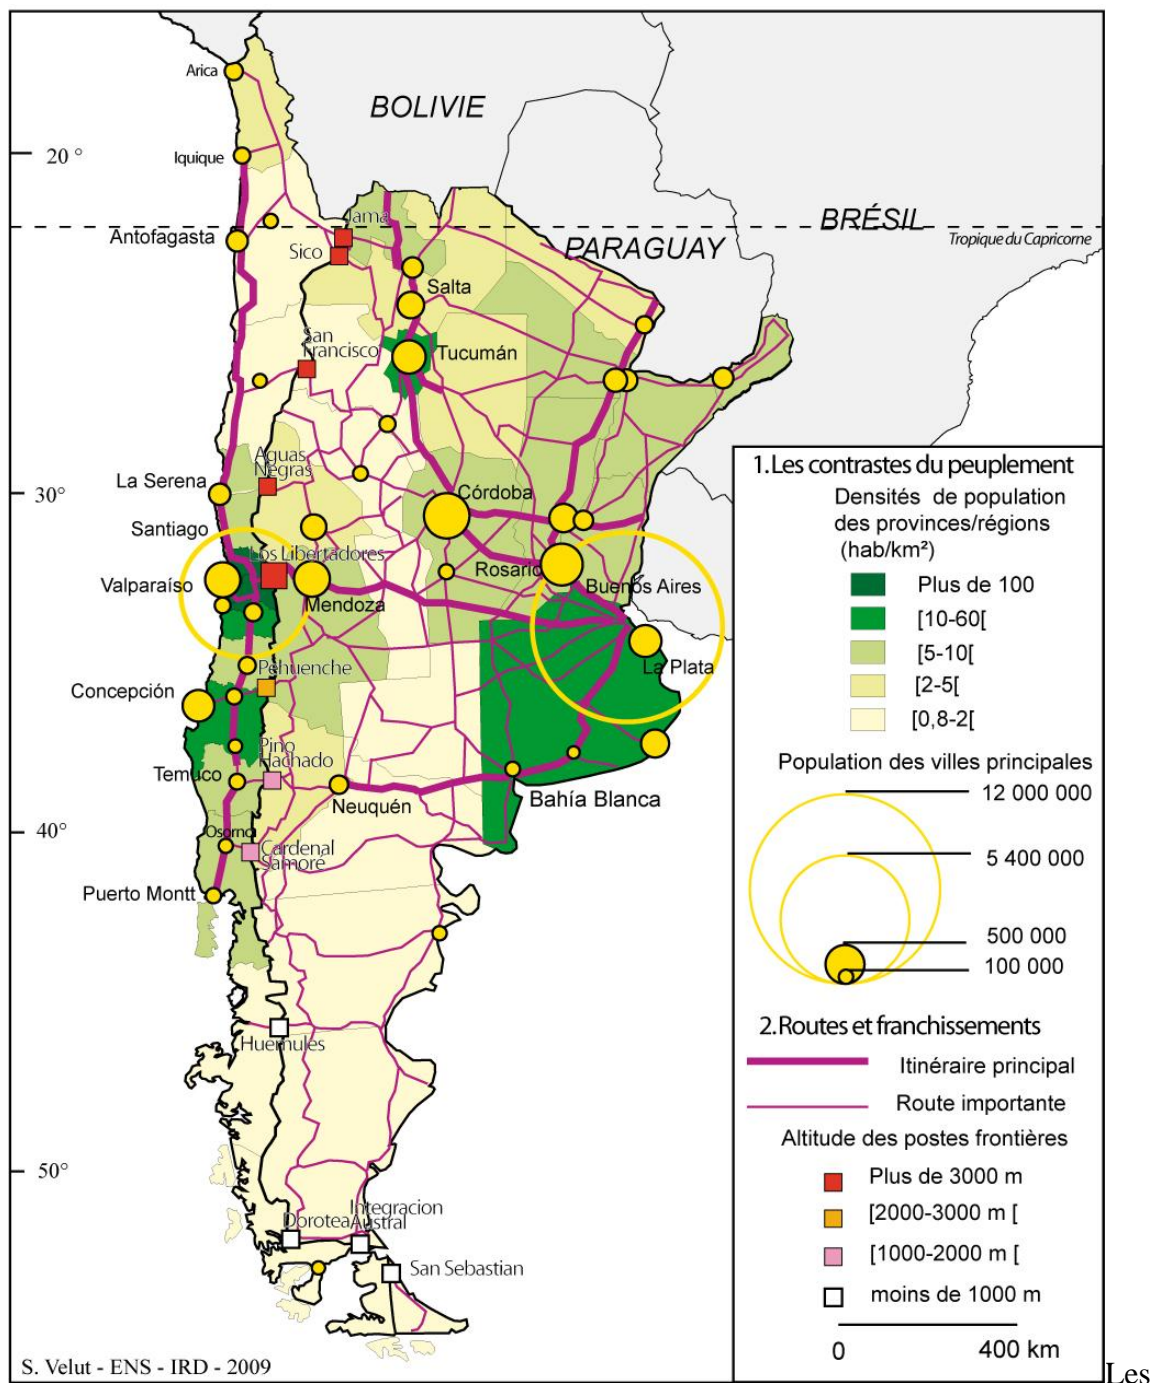 Arica
BOLIVIE
20 °
Iquique
BRÉSIL
Jama
Antofagasta
PARAGUAY
Tropique du Capricorne
Sico
Salta
San
Francisco
Tucumán
Aguas
Negras
La Serena
30°
Córdoba
Santiago
Los Libertadores
Rosario
Valparaíso
Buenos Aires
Mendoza
La Plata
Pehuenche
Concepción
Pino
Hachado
Temuco
Neuquén
Bahía Blanca
40°
Osorno
Cardenal
Samore
Puerto Montt
Huemules
50°
Integracion
Austral
Dorotea
San Sebastian
S. Velut - ENS - IRD - 2009
1.Les contrastes du peuplement
Densités de population
des provinces/régions
(hab/km²)
Plus de 100
[10-60[
[5-10[
[2-5[
[0,8-2[
Population des villes principales
12 000 000
5 400 000
500 000
100 000
2.Routes et franchissements
Itinéraire principal
Route importante
Altitude des postes frontières
Plus de 3000 m
[2000-3000 m [
[1000-2000 m [
moins de 1000 m
0 400 km
Les